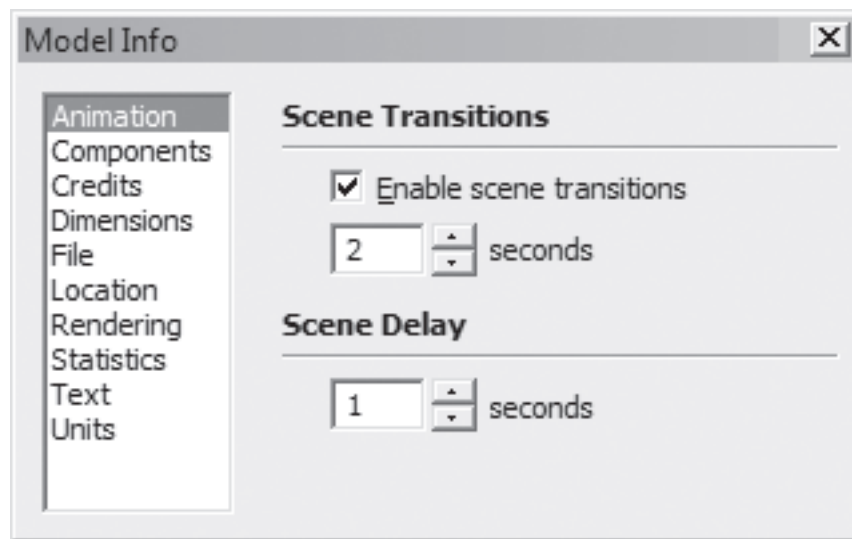 Model Info
Animation
Components
Credits
Dimensions
File
Location
Rendering
Statistics
Text
Units
Scene Transitions
Enable scene transitions
2 seconds
Scene Delay
1 seconds